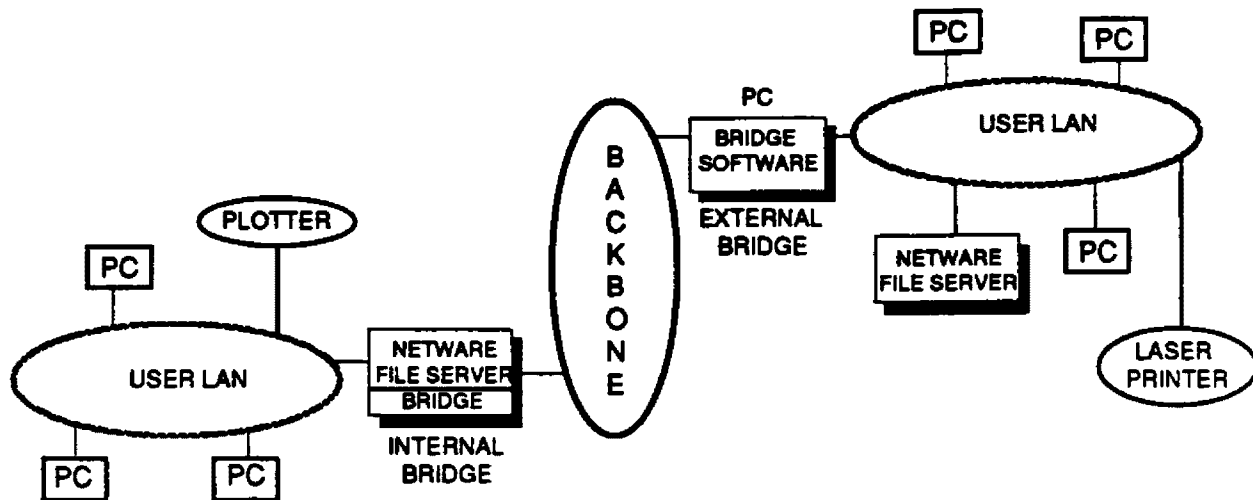 PC
PC
PC
USER LAN
BRIDGE
SOFTWARE
EXTERNAL
BRIDGE
NETWARE
FILE SERVER
PC
LASER
PRINTER
B
A
C
K
B
O
N
E
PLOTTER
PC
USER LAN
NETWARE
FILE SERVER
BRIDGE
INTERNAL
BRIDGE
PC
PC